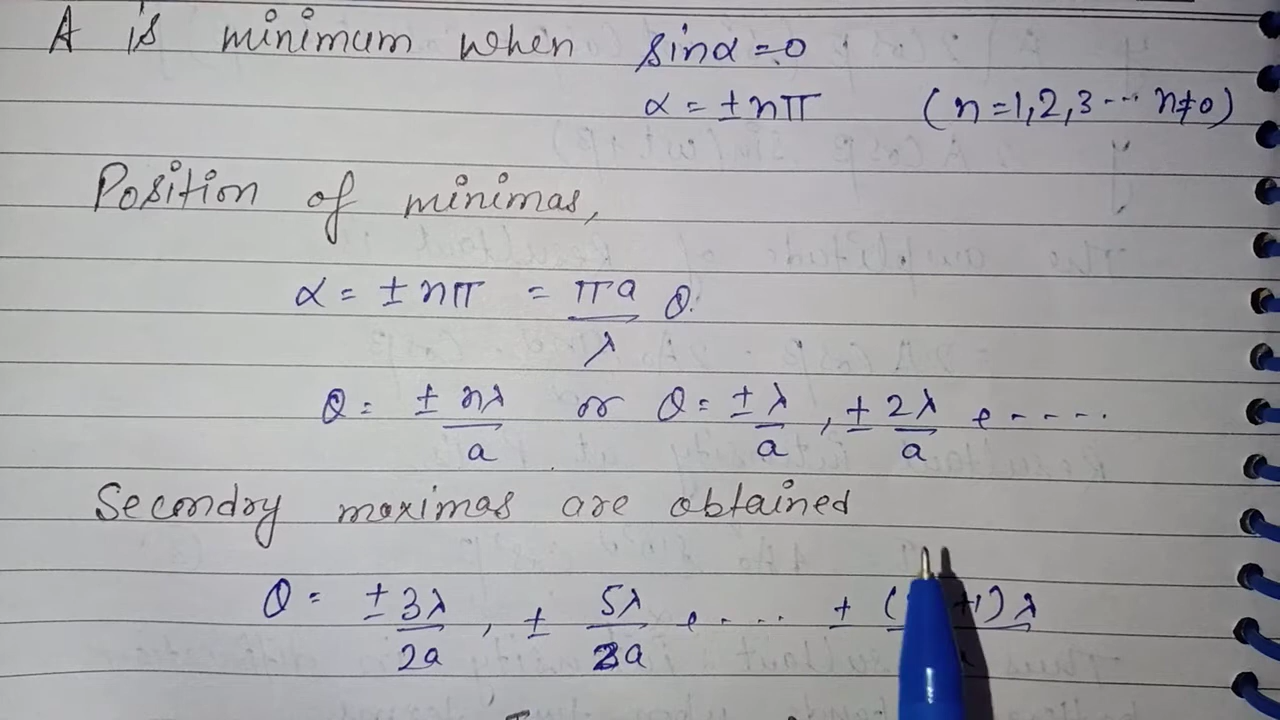 A is minimum when sinα=0
α = ±nπ (n=1,2,3... n≠0)
Position of minimas,
α = ±nπ = πa/λ θ.
θ = ± nλ/a or θ = ± λ/a , ± 2λ/a e - - - - .
Secondry maximas are obtained
θ = ± 3λ/2a , ± 5λ/2a e - . . . ± ( +1)λ